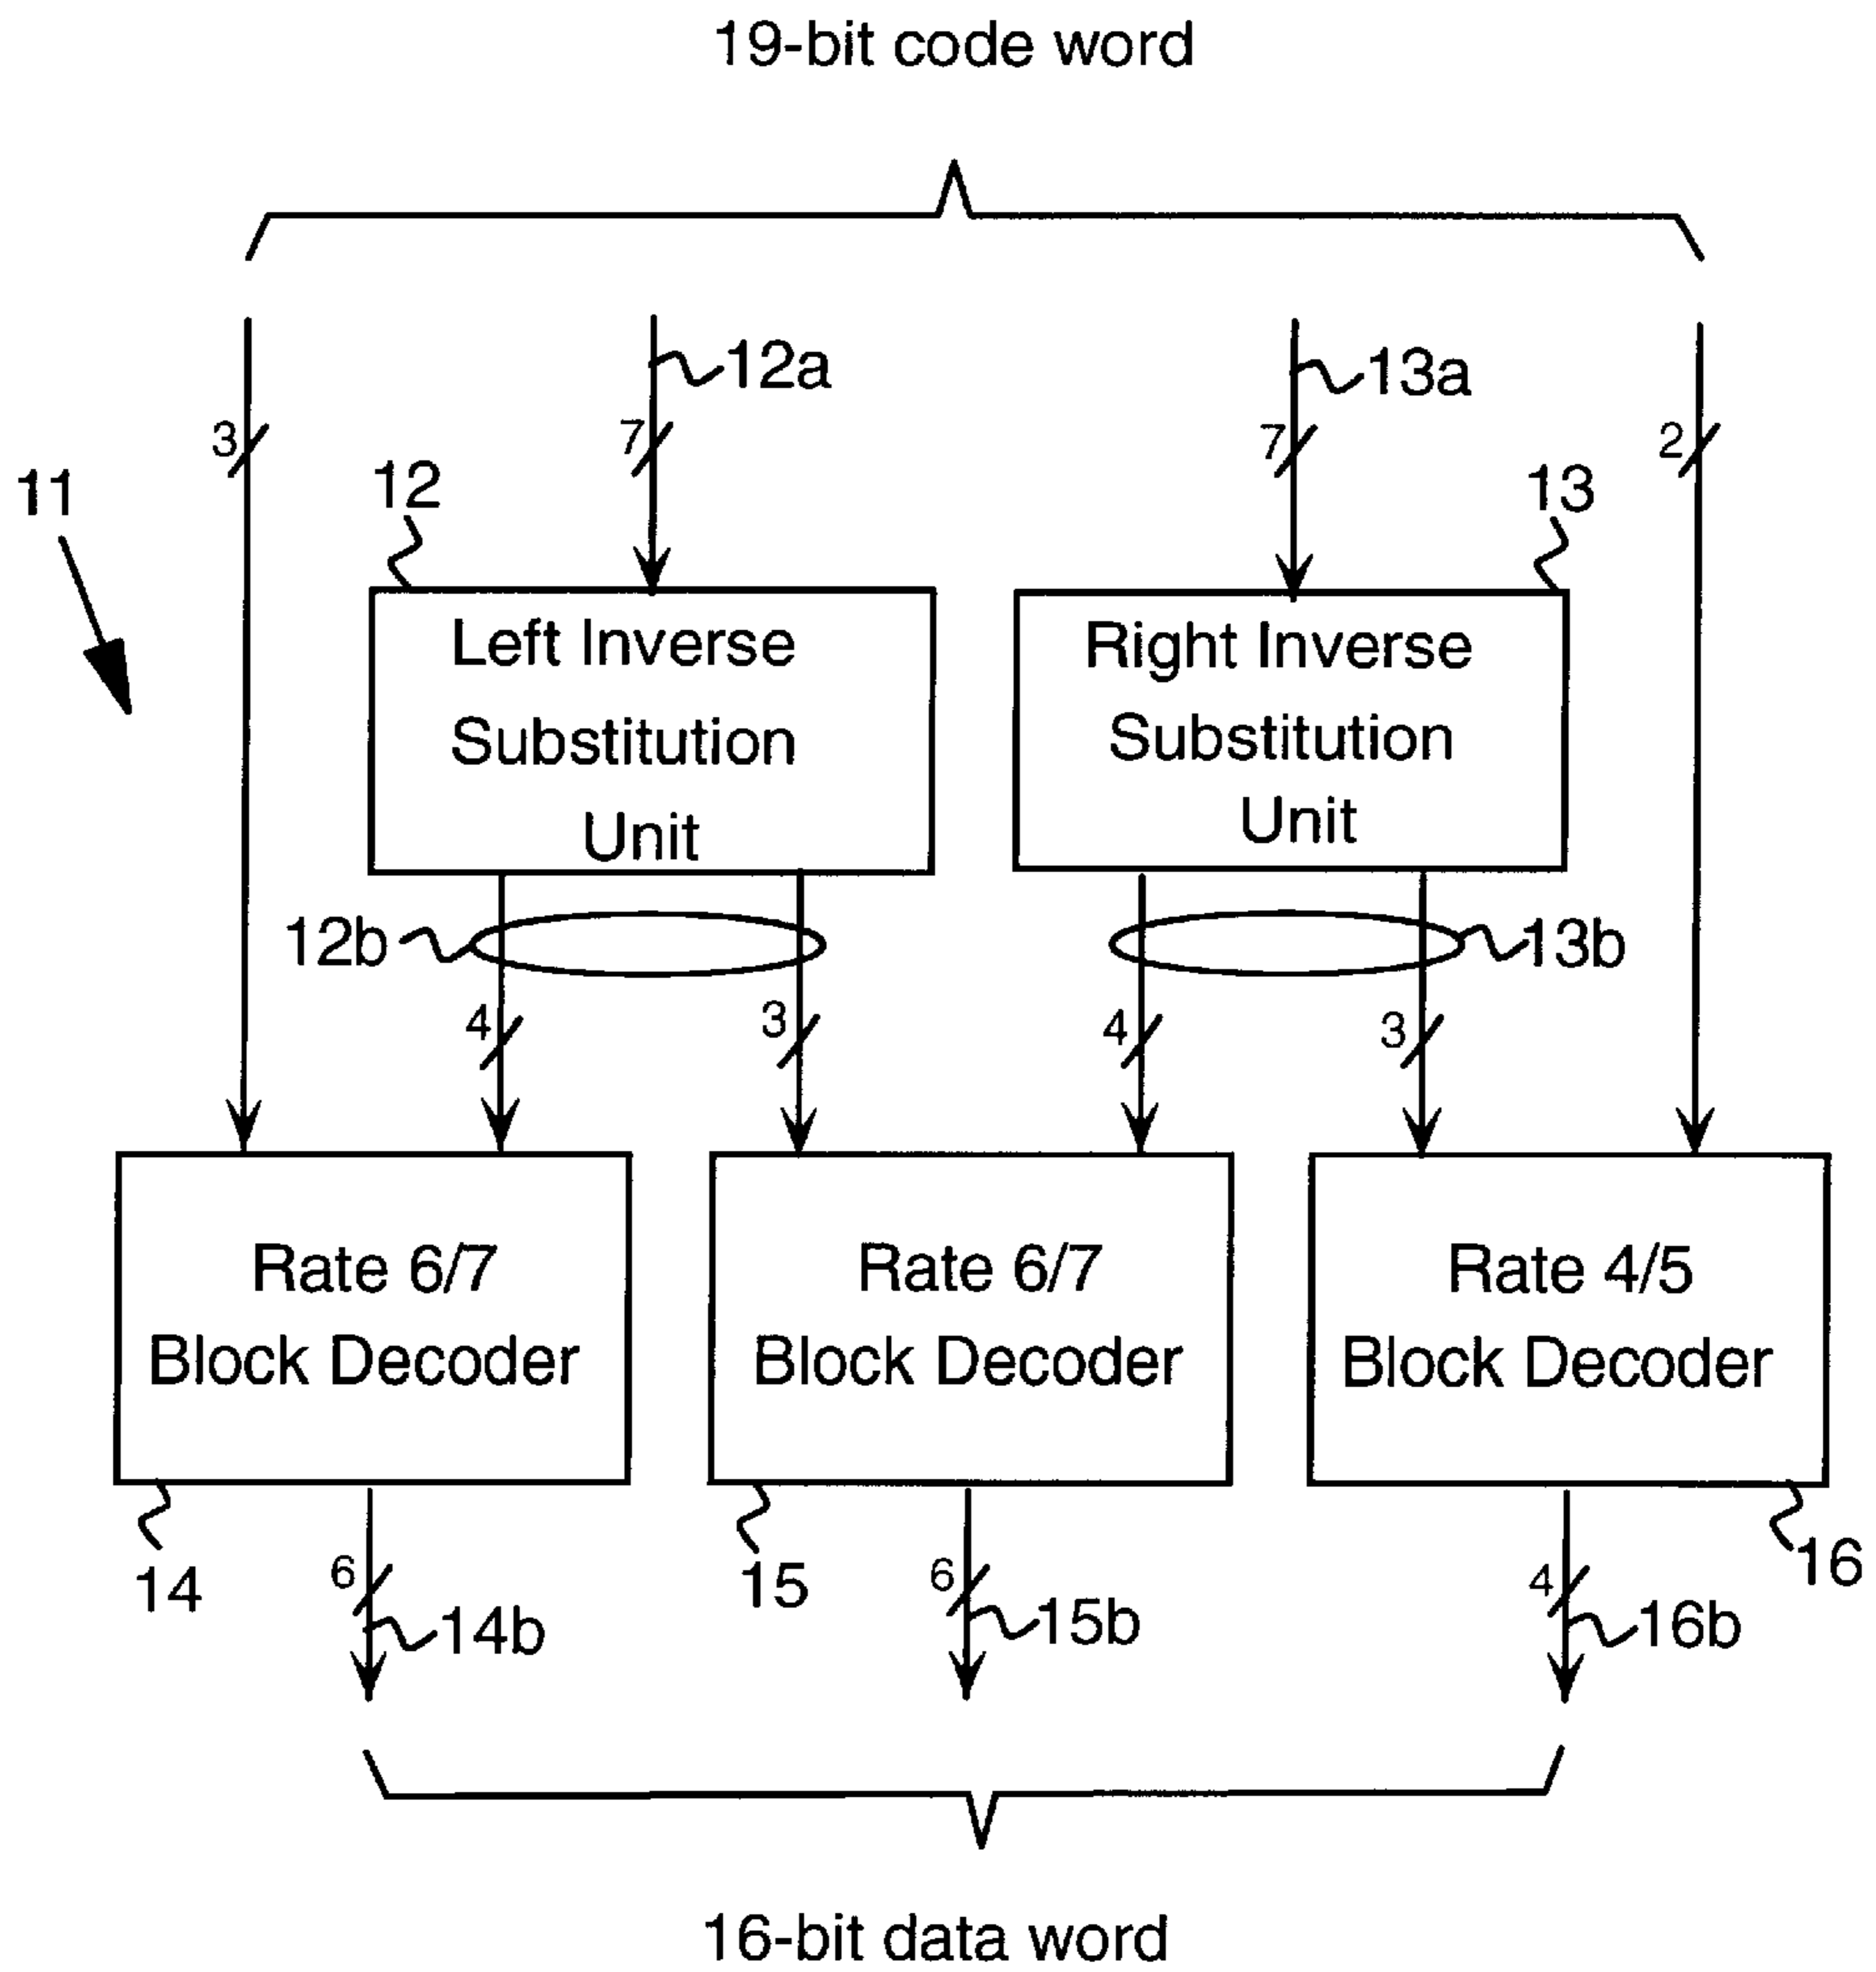 19-bit code word
12a
13a
3
7
7
2
11
12
13
Left Inverse
Substitution
Unit
Right Inverse
Substitution
Unit
12b
13b
4
3
4
3
Rate 6/7
Block Decoder
Rate 6/7
Block Decoder
Rate 4/5
Block Decoder
14
15
16
6
6
4
14b
15b
16b
16-bit data word